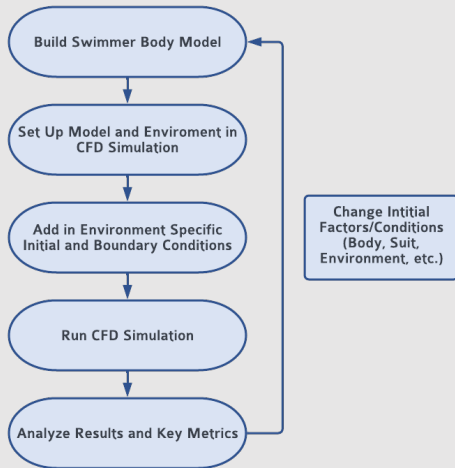 Build Swimmer Body Model
Set Up Model and Enviroment in
CFD Simulation
Add in Environment Specific
Initial and Boundary Conditions
Run CFD Simulation
Analyze Results and Key Metrics
Change Intitial
Factors/Conditions
(Body, Suit,
Environment, etc.)